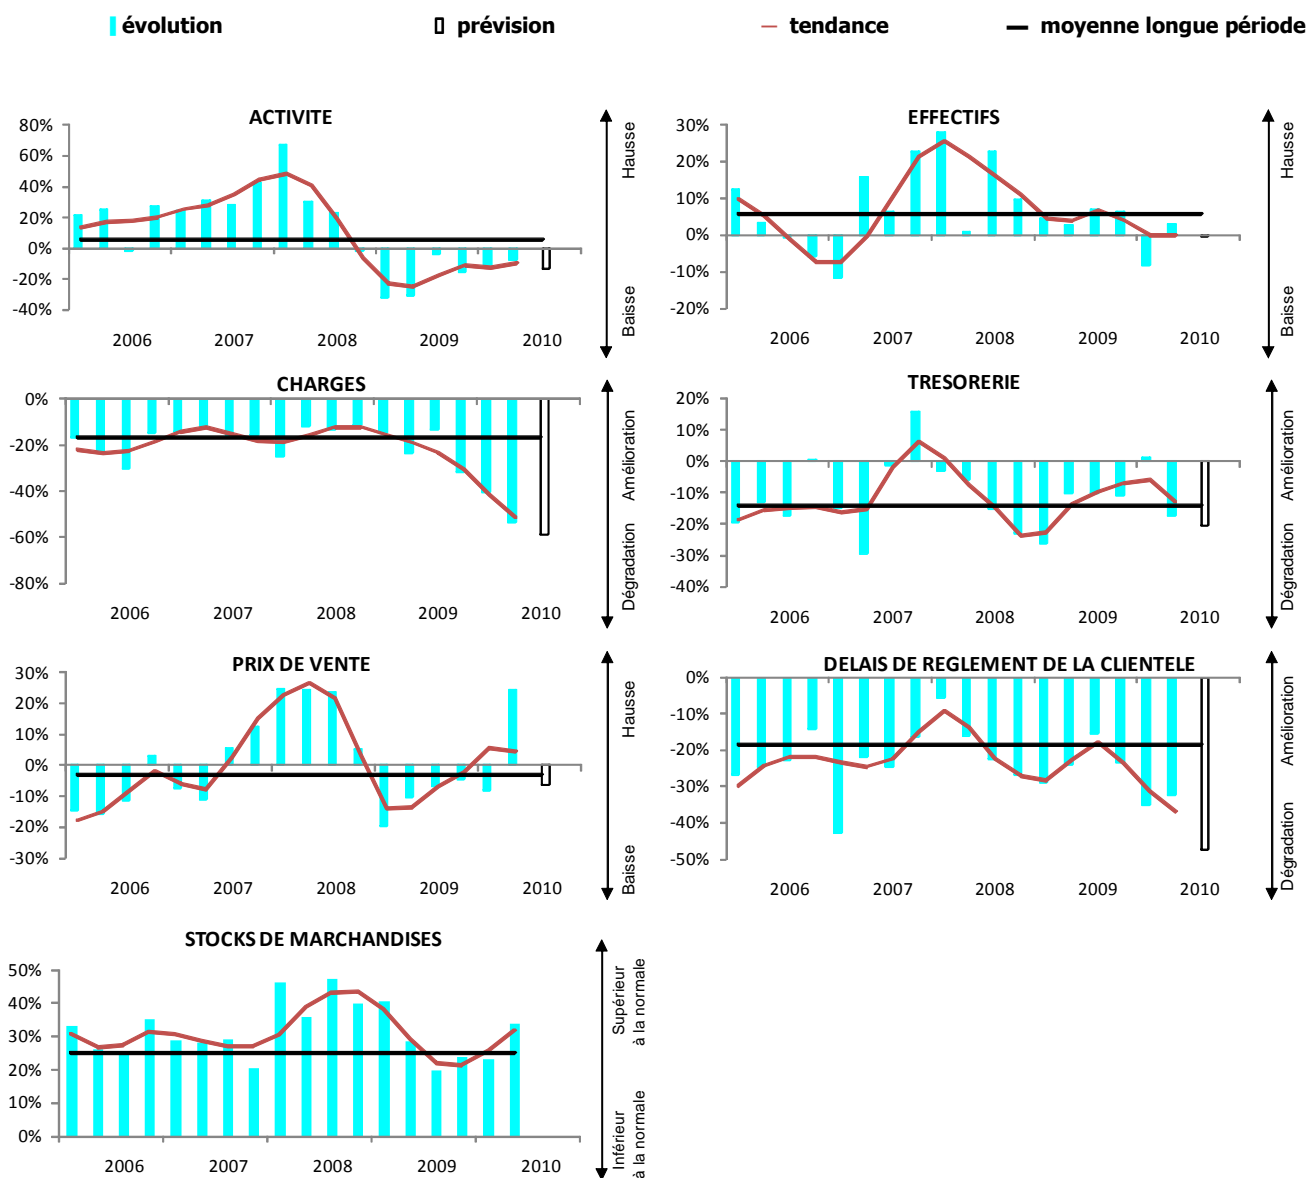 évolution prévision tendance moyenne longue période
ACTIVITE
80%
60%
40%
20%
0%
-20%
-40%
2006 2007 2008 2009 2010
Hausse
Baisse
EFFECTIFS
30%
20%
10%
0%
-10%
-20%
2006 2007 2008 2009 2010
Hausse
Baisse
CHARGES
0%
-20%
-40%
-60%
-80%
2006 2007 2008 2009 2010
Amélioration
Dégradation
TRESORERIE
20%
10%
0%
-10%
-20%
-30%
-40%
2006 2007 2008 2009 2010
Amélioration
Dégradation
PRIX DE VENTE
30%
20%
10%
0%
-10%
-20%
-30%
2006 2007 2008 2009 2010
Hausse
Baisse
DELAIS DE REGLEMENT DE LA CLIENTELE
0%
-10%
-20%
-30%
-40%
-50%
2006 2007 2008 2009 2010
Amélioration
Dégradation
STOCKS DE MARCHANDISES
50%
40%
30%
20%
10%
0%
2006 2007 2008 2009 2010
Supérieur
à la normale
Inférieur
à la normale